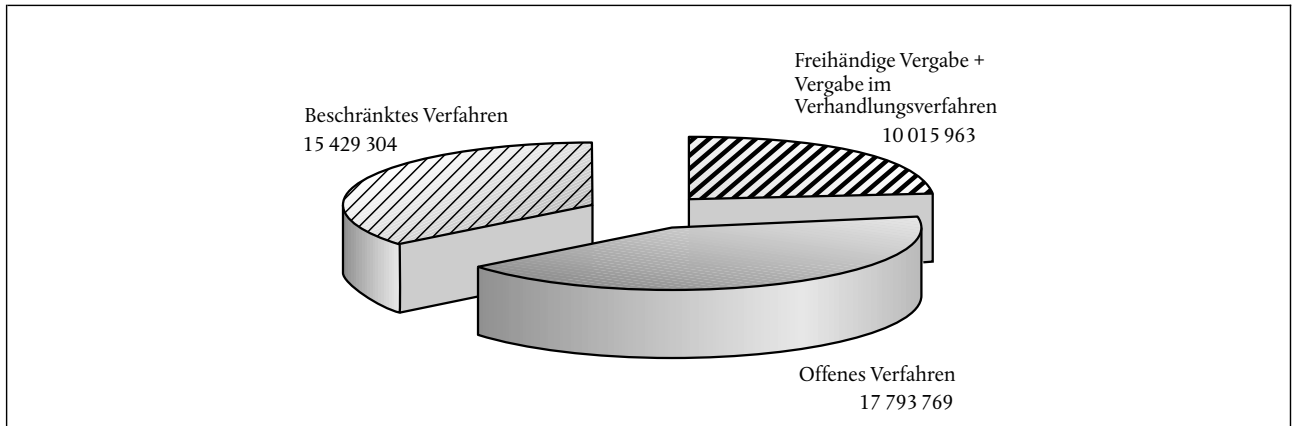 Freihändige Vergabe +
Vergabe im
Verhandlungsverfahren
10 015 963
Beschränktes Verfahren
15 429 304
Offenes Verfahren
17 793 769